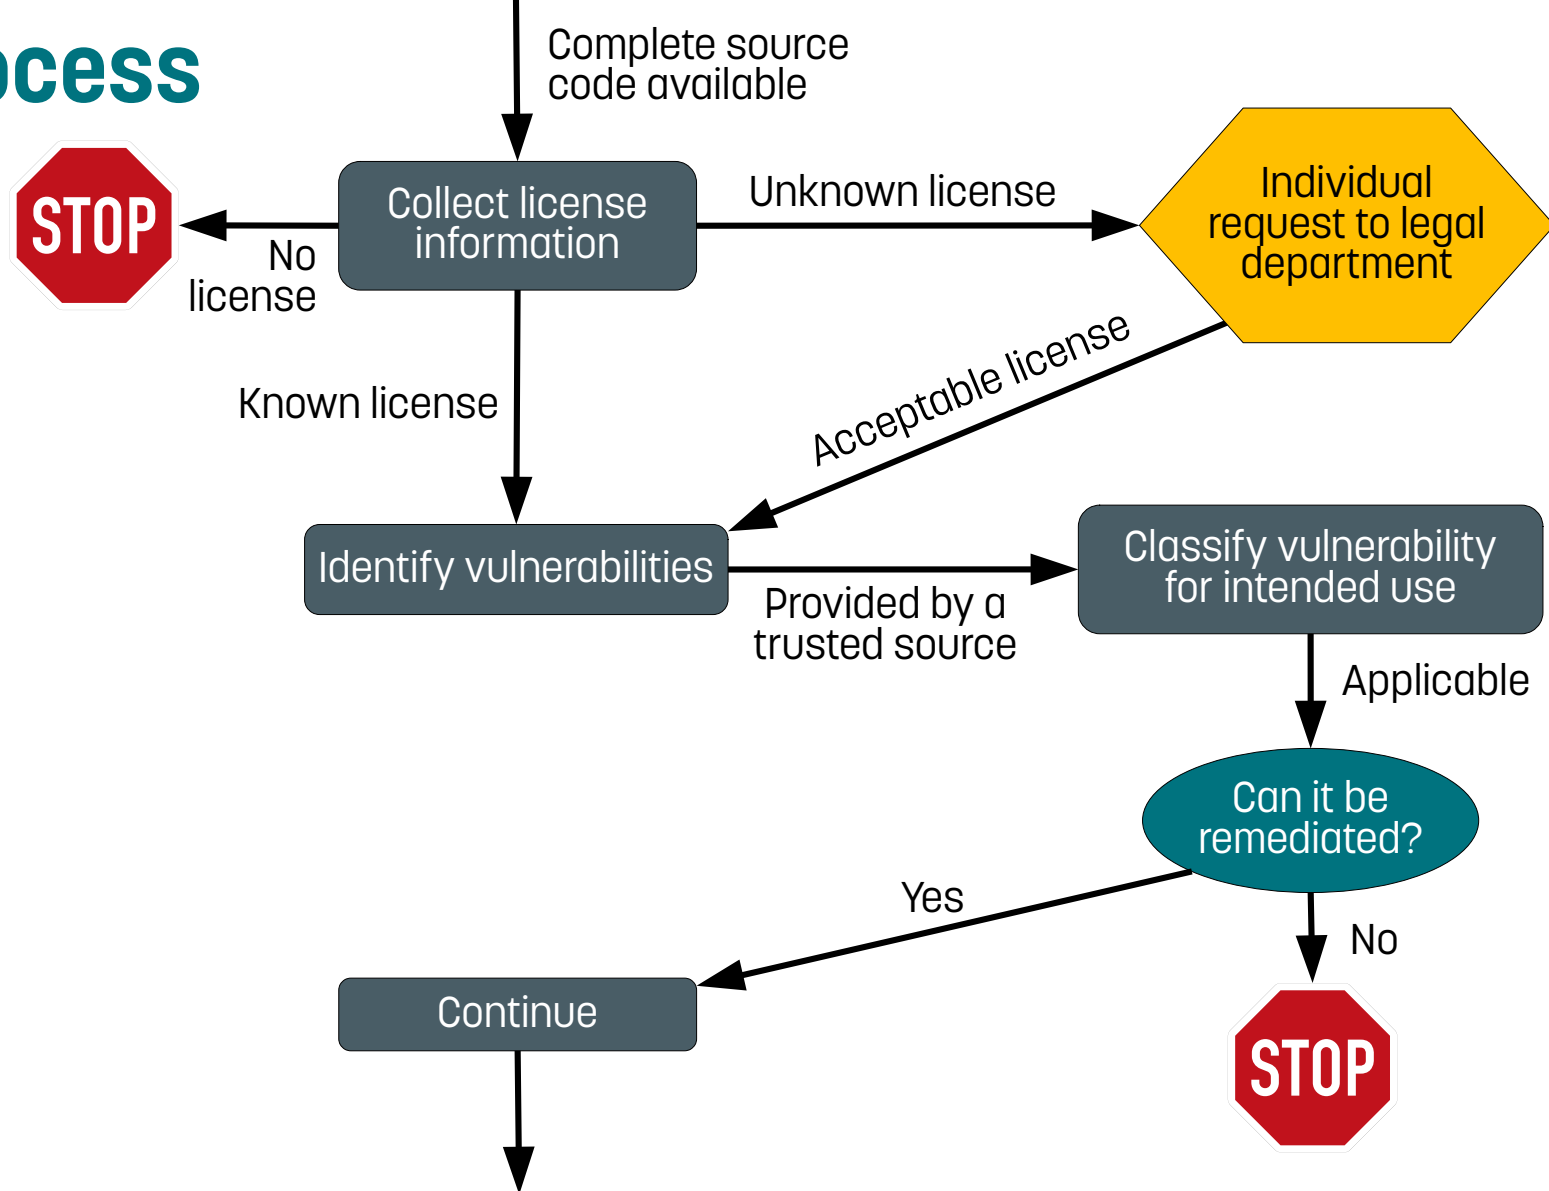 Complete source
code available
ocess
STOP
Collect license
information
No
license
Unknown license
Individual
request to legal
department
Known license
Acceptable license
Identify vulnerabilities
Provided by a
trusted source
Classify vulnerability
for intended use
Applicable
Can it be
remediated?
Yes
No
Continue
STOP